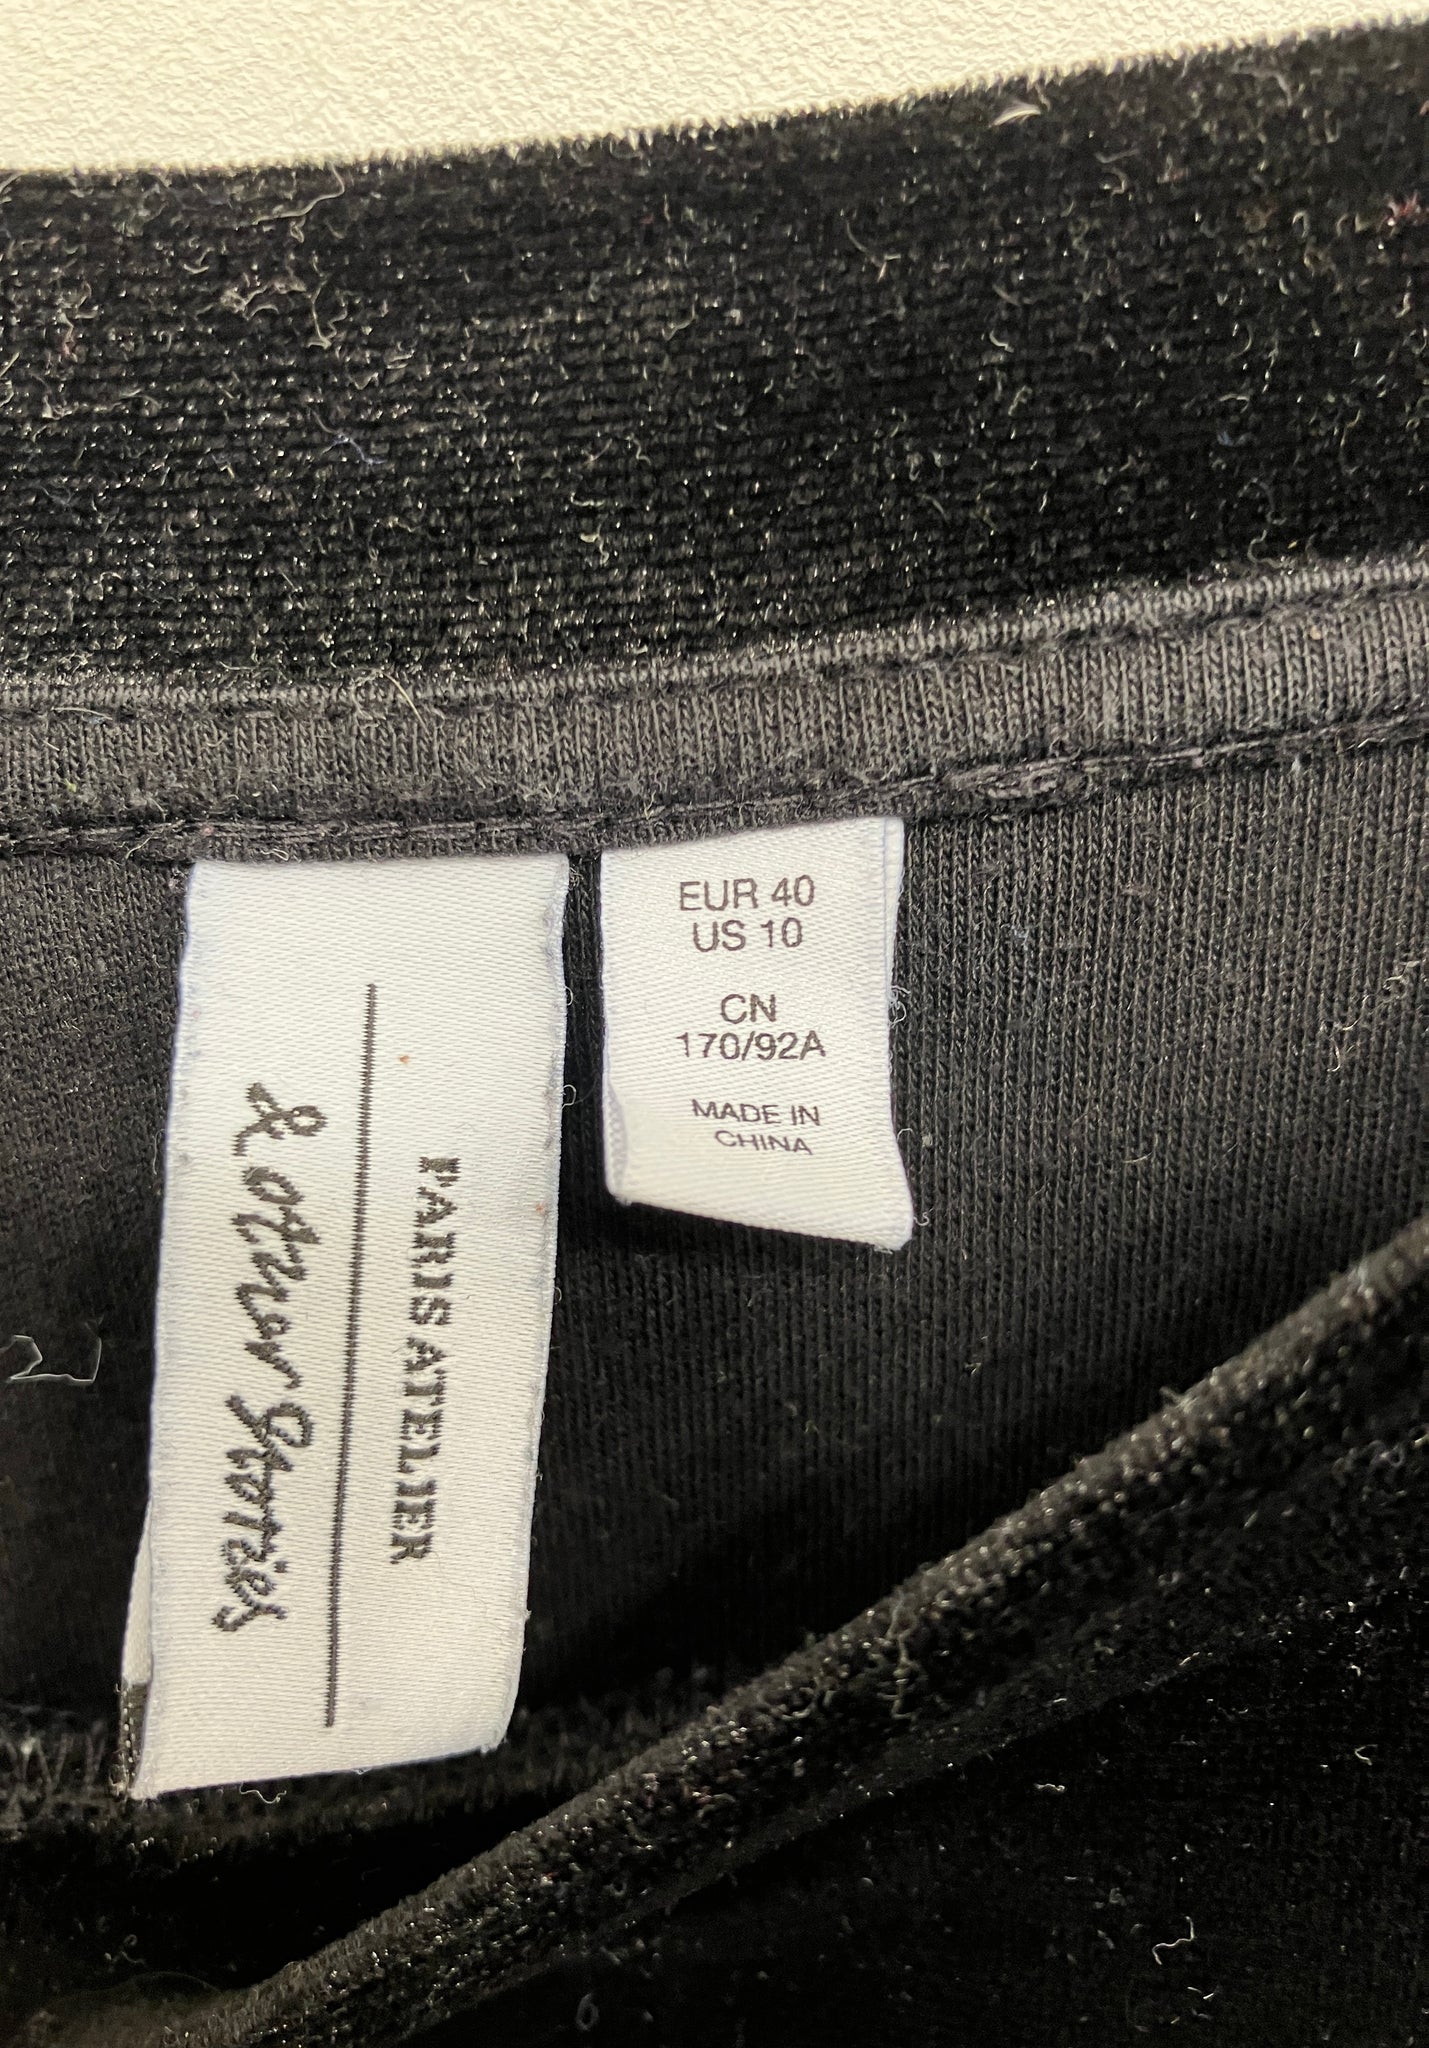 & other Stories
PARIS ATELIER
EUR 40
US 10
CN
170/92A
MADE IN
CHINA